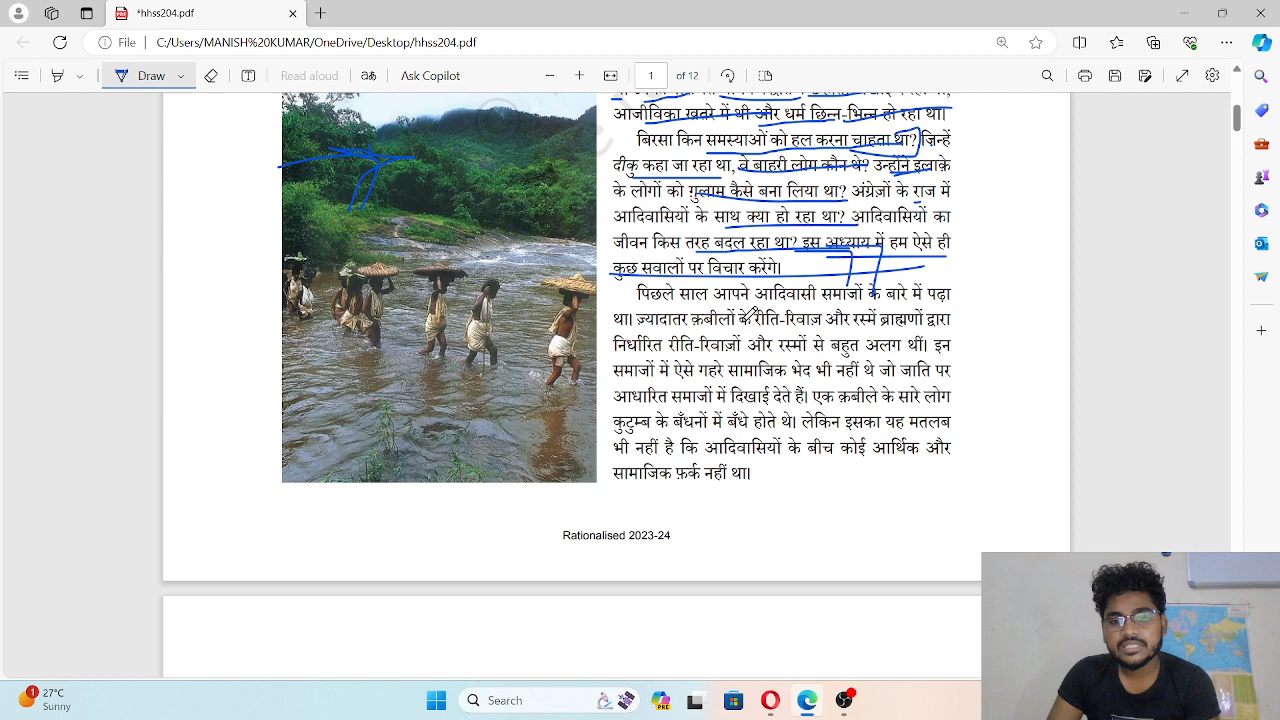 *hhss204.pdf
File
C:/Users/MANISH%20KUMAR/OneDrive/Desktop/hhss204.pdf
Draw
Read aloud
Ask Copilot
1
of 12
आजीविका ख़तरे में थी और धर्म छिन्न-भिन्न हो रहा था।
बिरसा किन समस्याओं को हल करना चाहता था? जिन्हें
दीकु कहा जा रहा था, वे बाहरी लोग कौन थे? उन्होंने इलाक़े
के लोगों को ग़ुलाम कैसे बना लिया था? अंग्रेज़ों के राज में
आदिवासियों के साथ क्या हो रहा था? आदिवासियों का
जीवन किस तरह बदल रहा था? इस अध्याय में हम ऐसे ही
कुछ सवालों पर विचार करेंगे।
पिछले साल आपने आदिवासी समाजों के बारे में पढ़ा
था। ज़्यादातर क़बीलों के रीति-रिवाज़ और रस्में ब्राह्मणों द्वारा
निर्धारित रीति-रिवाज़ों और रस्मों से बहुत अलग थीं। इन
समाजों में ऐसे गहरे सामाजिक भेद भी नहीं थे जो जाति पर
आधारित समाजों में दिखाई देते हैं। एक क़बीले के सारे लोग
कुटुम्ब के बँधनों में बँधे होते थे। लेकिन इसका यह मतलब
भी नहीं है कि आदिवासियों के बीच कोई आर्थिक और
सामाजिक फ़र्क नहीं था।
Rationalised 2023-24
1
27°C
Sunny
Search
PRE